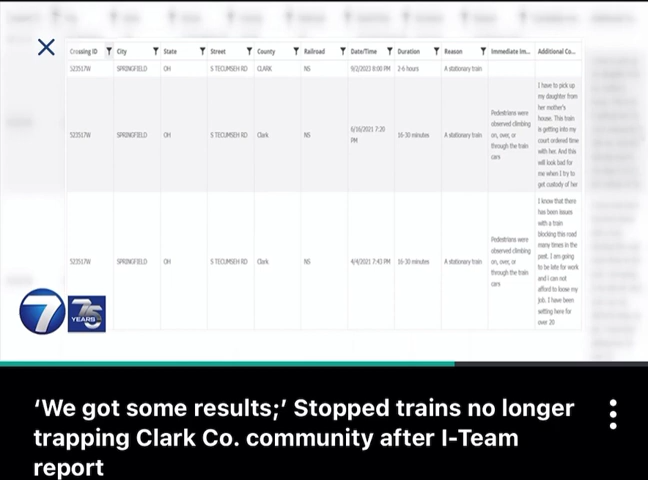 Crossing ID City State Street County Railroad Date/Time Duration Reason Immediate Im... Additional Co...
523517W SPRINGFIELD OH S TECUMSEH RD CLARK NS 9/2/2023 8:00 PM 2-6 hours A stationary train
523517W SPRINGFIELD OH S TECUMSEH RD Clark NS 9/16/2021 7:20 PM 16-30 minutes A stationary train
Pedestrians were
observed climbing
on, over, or
through the train
cars
I have to pick up
my daughter from
her mother's
house. This train
is getting into my
court ordered time
with her. And this
will look bad for
me when I try to
get custody of her
523517W SPRINGFIELD OH S TECUMSEH RD Clark NS 4/4/2021 7:43 PM 16-30 minutes A stationary train
Pedestrians were
observed climbing
on, over, or
through the train
cars
I know that there
has been issues
with a train
blocking this road
many times in the
past. I am going
to be late for work
and I can not
afford to loose my
job. I have been
sitting here for
over 20
7
75
YEARS
‘We got some results;’ Stopped trains no longer
trapping Clark Co. community after I-Team
report